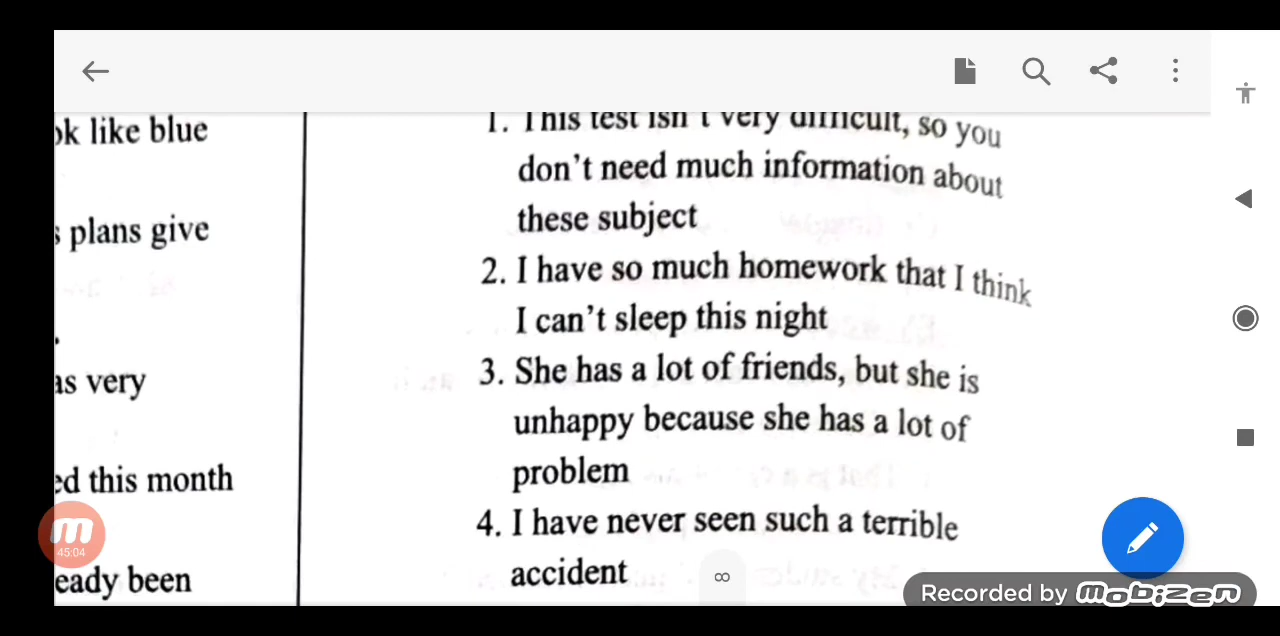 ok like blue
s plans give
as very
ed this month
eady been
1. This test isn't very difficult, so you
don't need much information about
these subject
2. I have so much homework that I think
I can't sleep this night
3. She has a lot of friends, but she is
unhappy because she has a lot of
problem
4. I have never seen such a terrible
accident
8
m
45:04
Recorded by mobizen